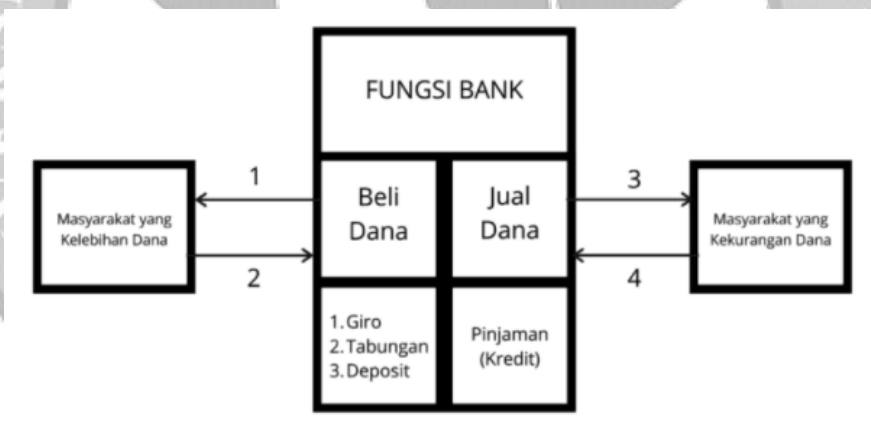 FUNGSI BANK
1
Masyarakat yang
Kelebihan Dana
2
Beli
Dana
Jual
Dana
3
Masyarakat yang
Kekurangan Dana
4
1. Giro
2. Tabungan
3. Deposit
Pinjaman
(Kredit)